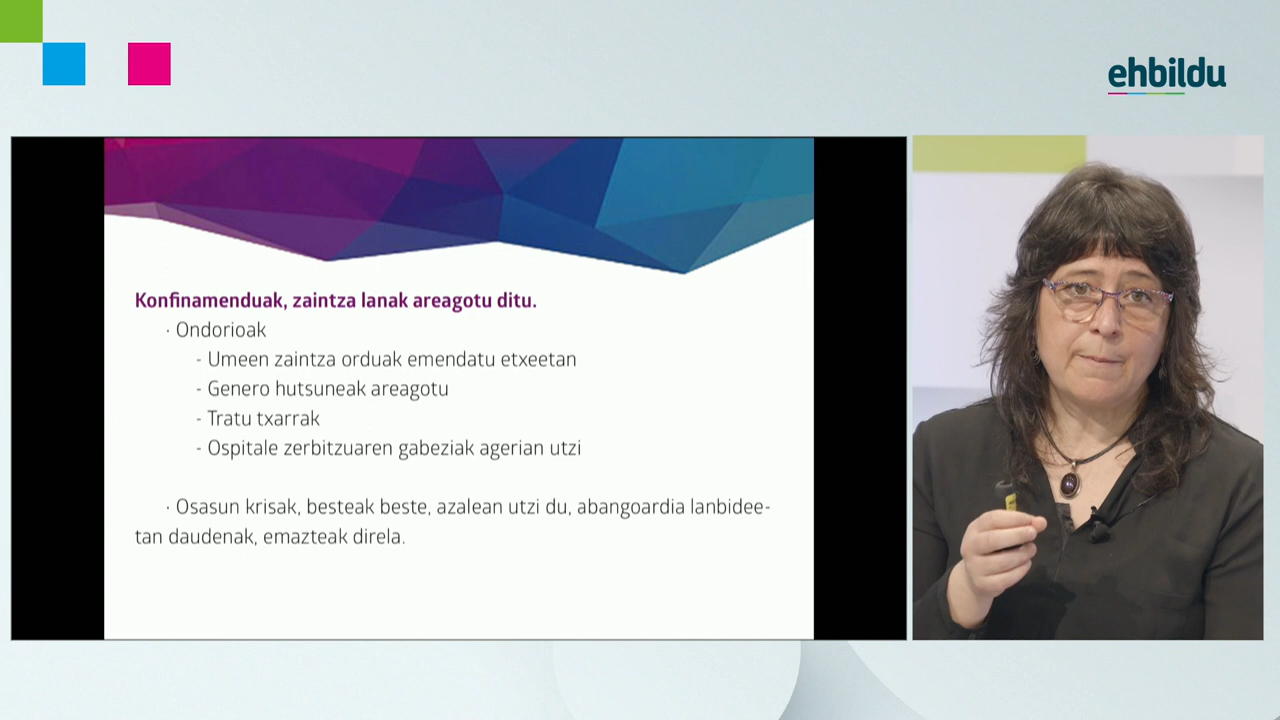 ehbildu
Konfinamenduak, zaintza lanak areagotu ditu.
· Ondorioak
- Umeen zaintza orduak emendatu etxeetan
- Genero hutsuneak areagotu
- Tratu txarrak
- Ospitale zerbitzuaren gabeziak agerian utzi
· Osasun krisak, besteak beste, azalean utzi du, abangoardia lanbidee-
tan daudenak, emazteak direla.